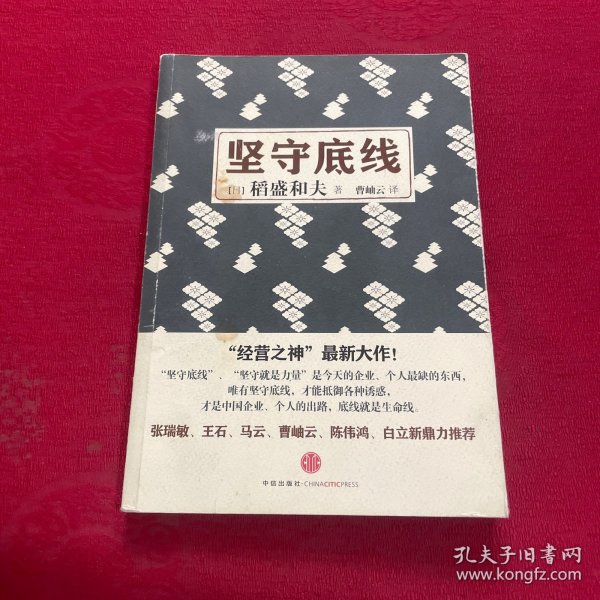 坚守底线
[日] 稻盛和夫 著 曹岫云 译
“经营之神”最新大作！
“坚守底线”、“坚守就是力量”是今天的企业、个人最缺的东西，
唯有坚守底线，才能抵御各种诱惑，
才是中国企业、个人的出路，底线就是生命线。
张瑞敏、王石、马云、曹岫云、陈伟鸿、白立新鼎力推荐
中信出版社·CHINACITICPRESS
孔夫子旧书网
www.kongfz.com